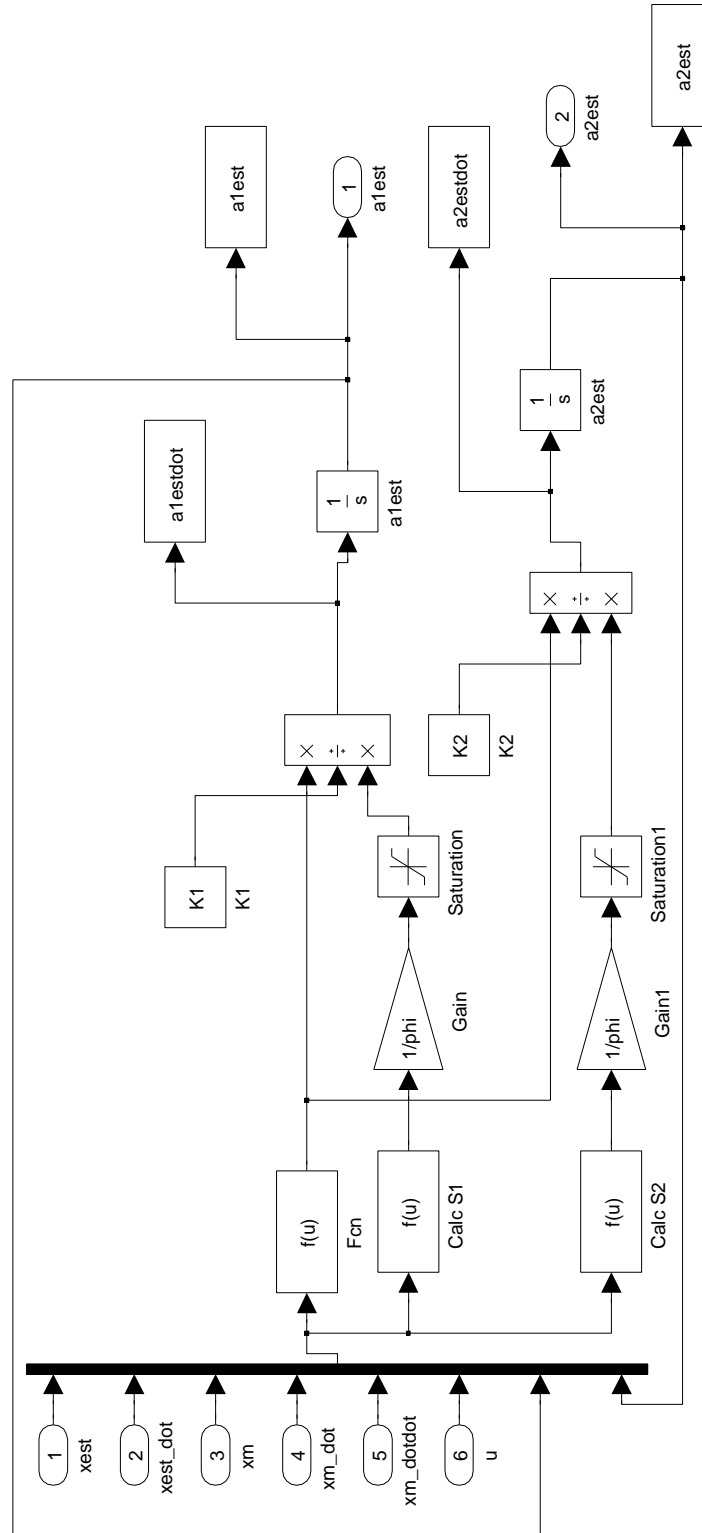 1
xest
2
xest_dot
3
xm
4
xm_dot
5
xm_dotdot
6
u
f(u)
Fcn
f(u)
Calc S1
f(u)
Calc S2
1/phi
Gain
1/phi
Gain1
Saturation
Saturation1
K1
K1
K2
K2
×
÷
×
×
÷
×
a1estdot
1
s
a1est
a1est
1
a1est
a2estdot
1
s
a2est
2
a2est
a2est